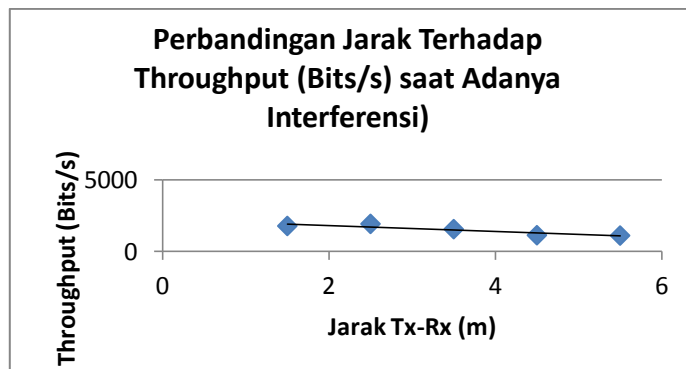 Perbandingan Jarak Terhadap
Throughput (Bits/s) saat Adanya
Interferensi)
Throughput (Bits/s)
5000
0
0 2 4 6
Jarak Tx-Rx (m)